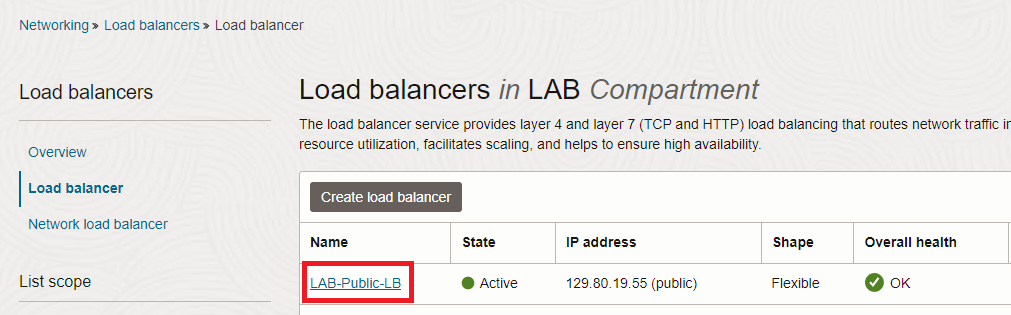 Networking » Load balancers » Load balancer
Load balancers
Overview
Load balancer
Network load balancer
List scope
Load balancers in LAB Compartment
The load balancer service provides layer 4 and layer 7 (TCP and HTTP) load balancing that routes network traffic in
resource utilization, facilitates scaling, and helps to ensure high availability.
Create load balancer
Name State IP address Shape Overall health
LAB-Public-LB Active 129.80.19.55 (public) Flexible OK